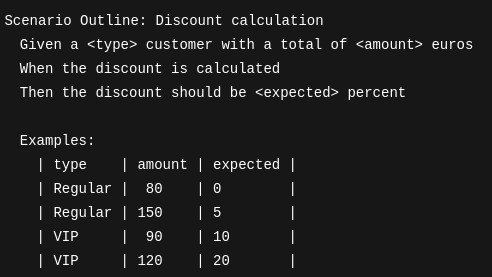 Scenario Outline: Discount calculation
  Given a <type> customer with a total of <amount> euros
  When the discount is calculated
  Then the discount should be <expected> percent

  Examples:
    | type    | amount | expected |
    | Regular |  80    | 0        |
    | Regular | 150    | 5        |
    | VIP     |  90    | 10       |
    | VIP     | 120    | 20       |